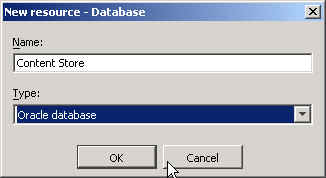 New resource - Database
Name:
Content Store
Type:
Oracle database
OK
Cancel